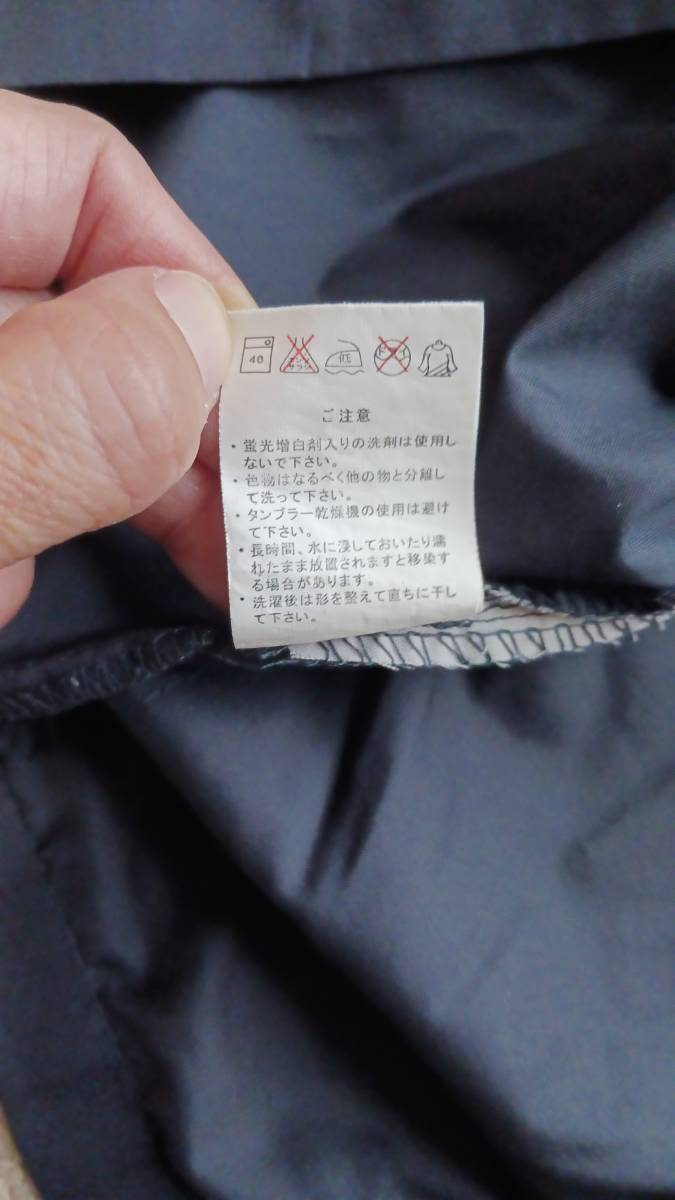 40 エンソ サラシ 低 ドライ
ご注意
・蛍光増白剤入りの洗剤は使用し
ないで下さい。
・色物はなるべく他の物と分離し
て洗って下さい。
・タンブラー乾燥機の使用は避け
て下さい。
・長時間、水に浸しておいたり濡
れたまま放置されますと移染す
る場合があります。
・洗濯後は形を整えて直ちに干し
て下さい。